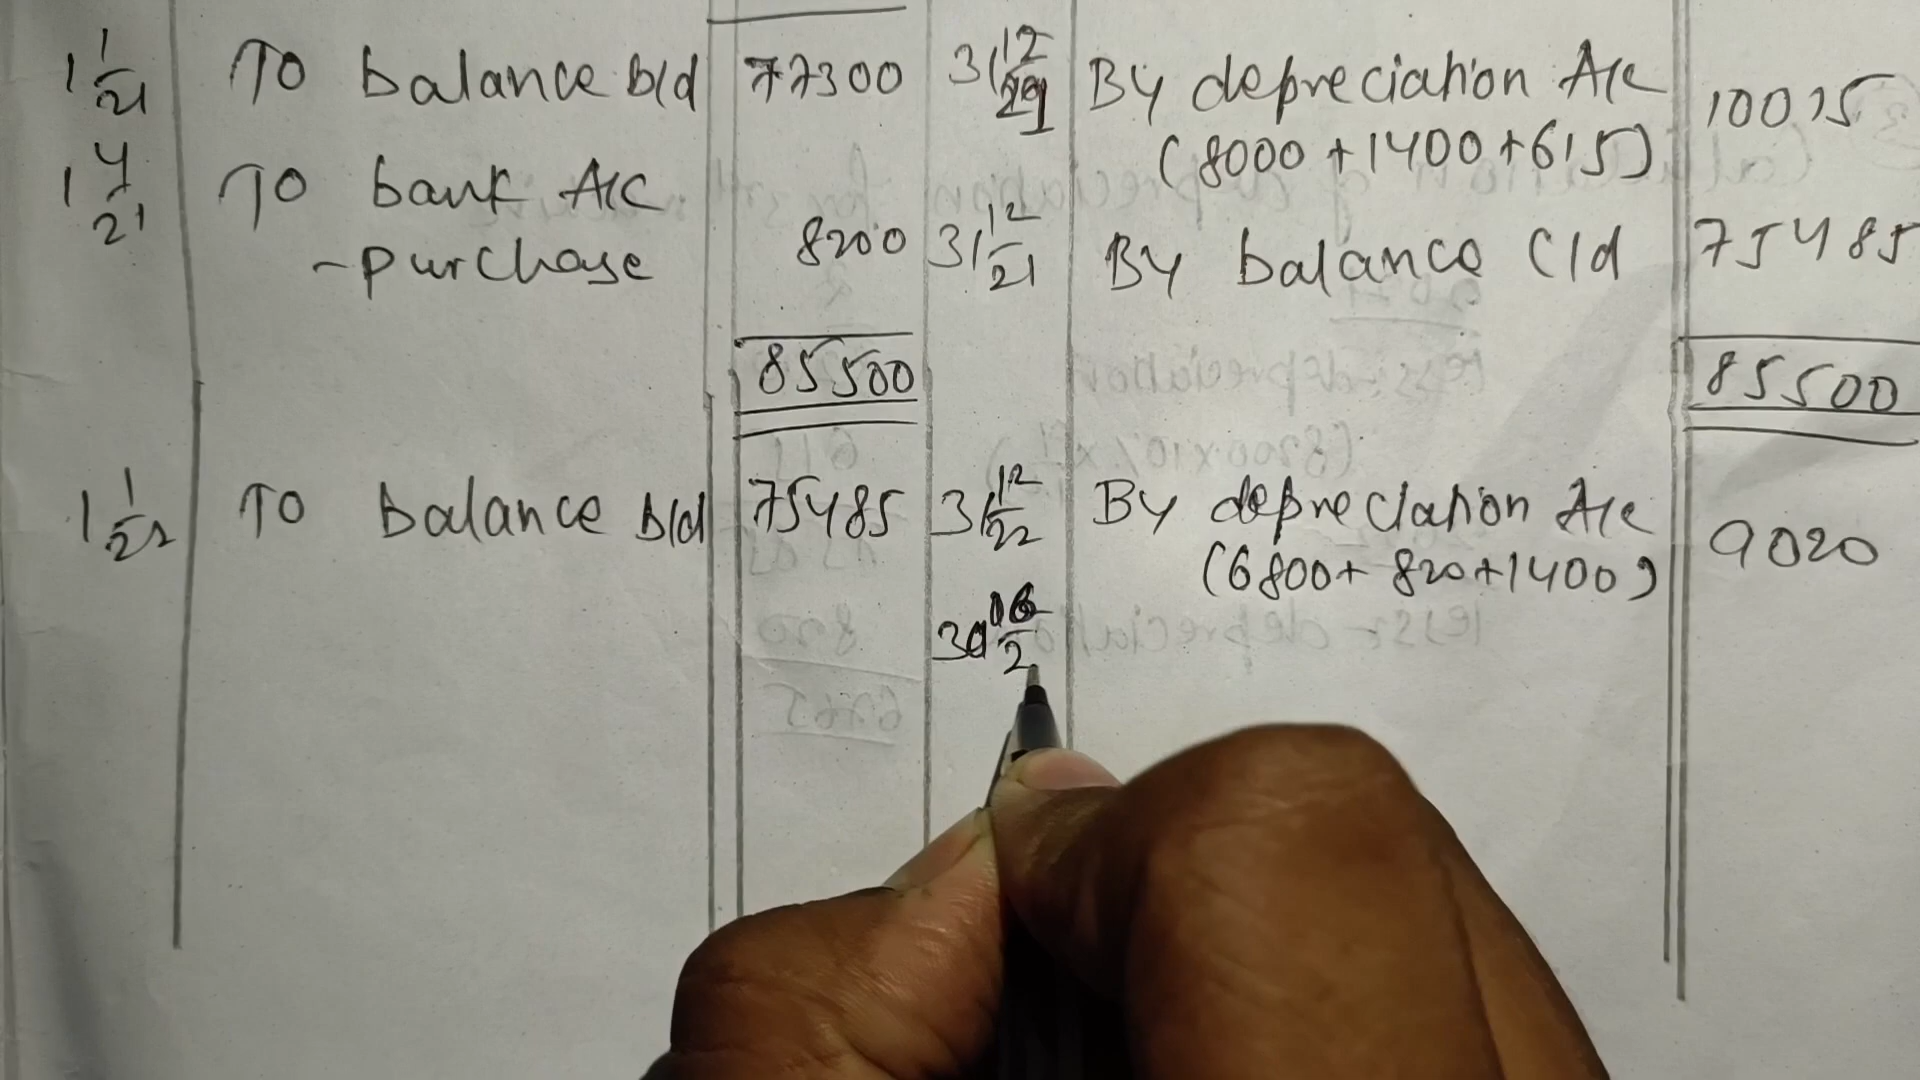 1 1/21 To balance b/d 77300 31 12/21 By depreciation A/c 10015
(8000 + 1400 + 615)
1 4/21 To bank A/c
- purchase 8200 31 12/21 By balance C/d 75485
85500 85500
1 1/22 To balance b/d 75485 31 12/22 By depreciation A/c 9020
(6800 + 820 + 1400)
30 2